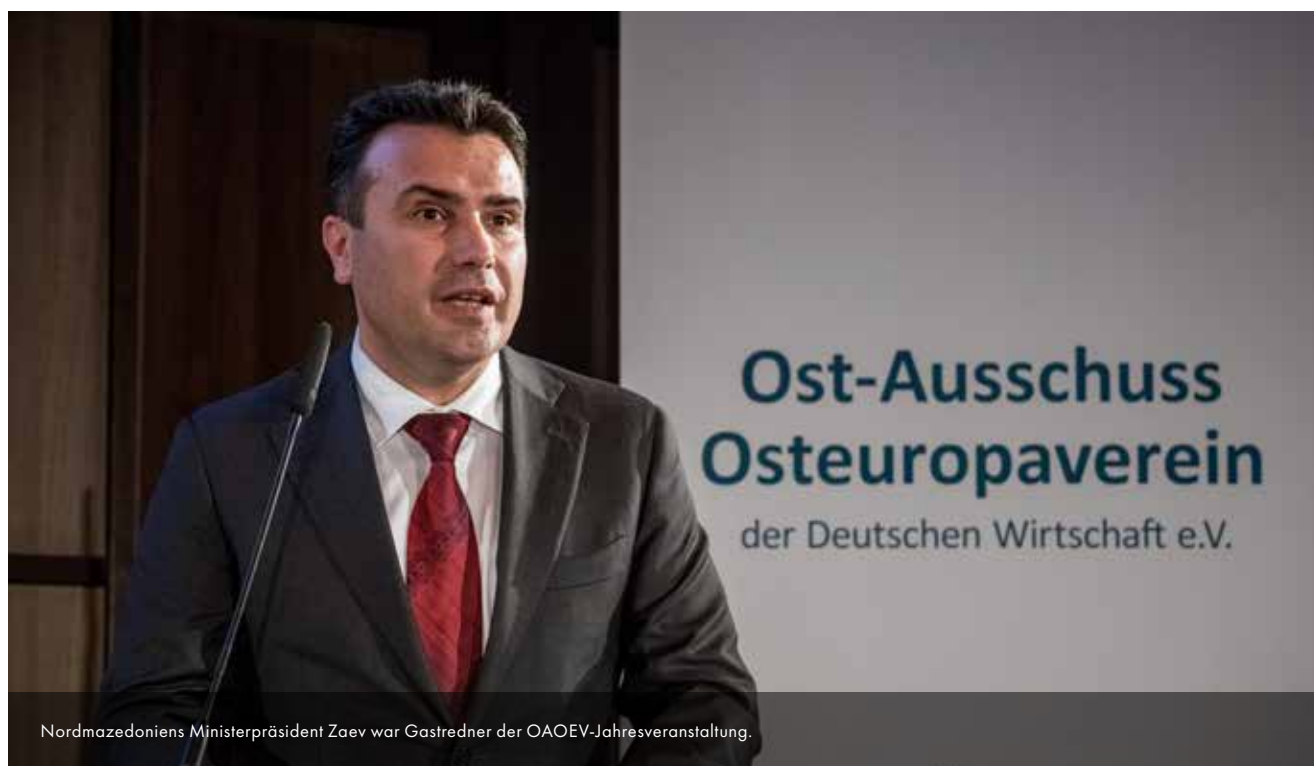 Ost-Ausschuss
Osteuropaverein
der Deutschen Wirtschaft e.V.
Nordmazedoniens Ministerpräsident Zaev war Gastredner der OAOEV-Jahresveranstaltung.